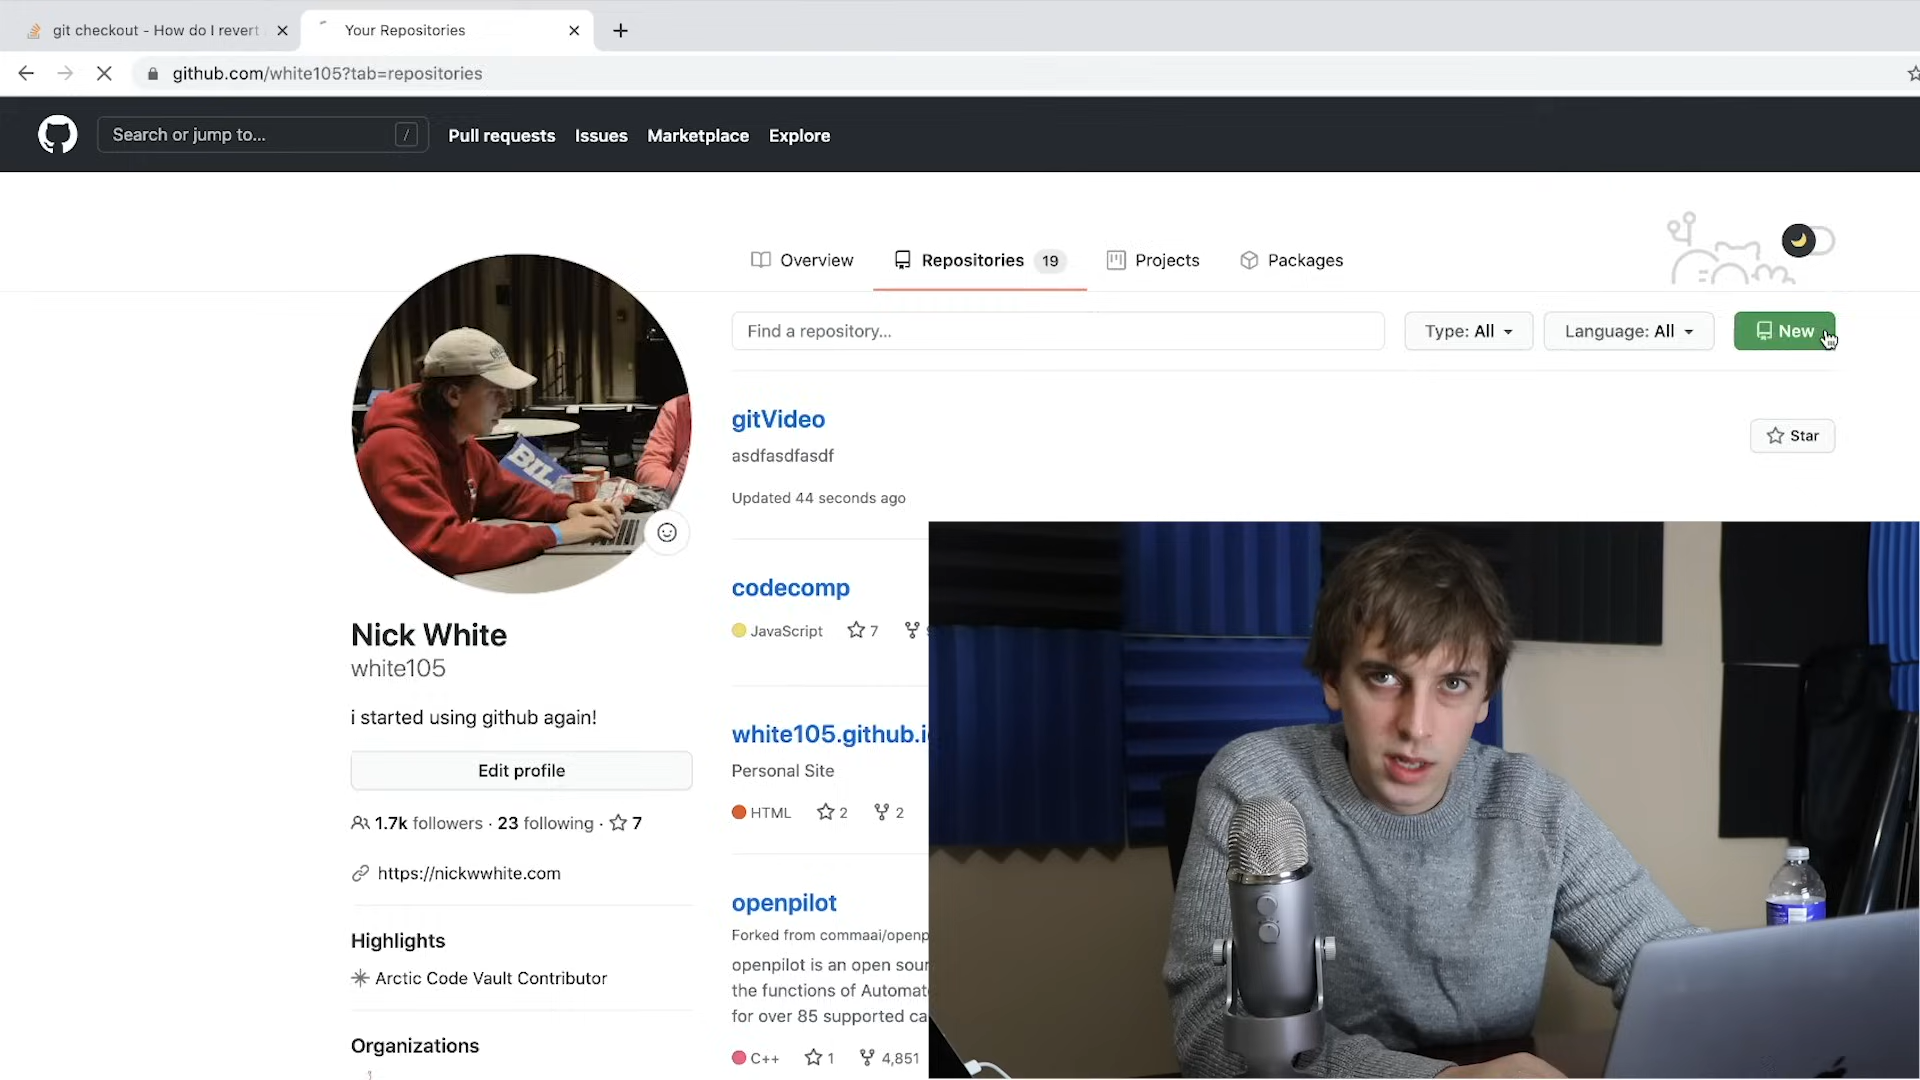 git checkout - How do I revert
Your Repositories
github.com/white105?tab=repositories
Search or jump to...
/
Pull requests
Issues
Marketplace
Explore
Overview
Repositories 19
Projects
Packages
Find a repository...
Type: All
Language: All
New
gitVideo
Star
asdfasdfasdf
Updated 44 seconds ago
codecomp
JavaScript
7
white105.github.i
Personal Site
HTML
2
2
openpilot
Forked from commaai/openp
openpilot is an open sour
the functions of Automat
for over 85 supported ca
C++
1
4,851
BIL
Nick White
white105
i started using github again!
Edit profile
1.7k followers · 23 following · 7
https://nickwwhite.com
Highlights
Arctic Code Vault Contributor
Organizations